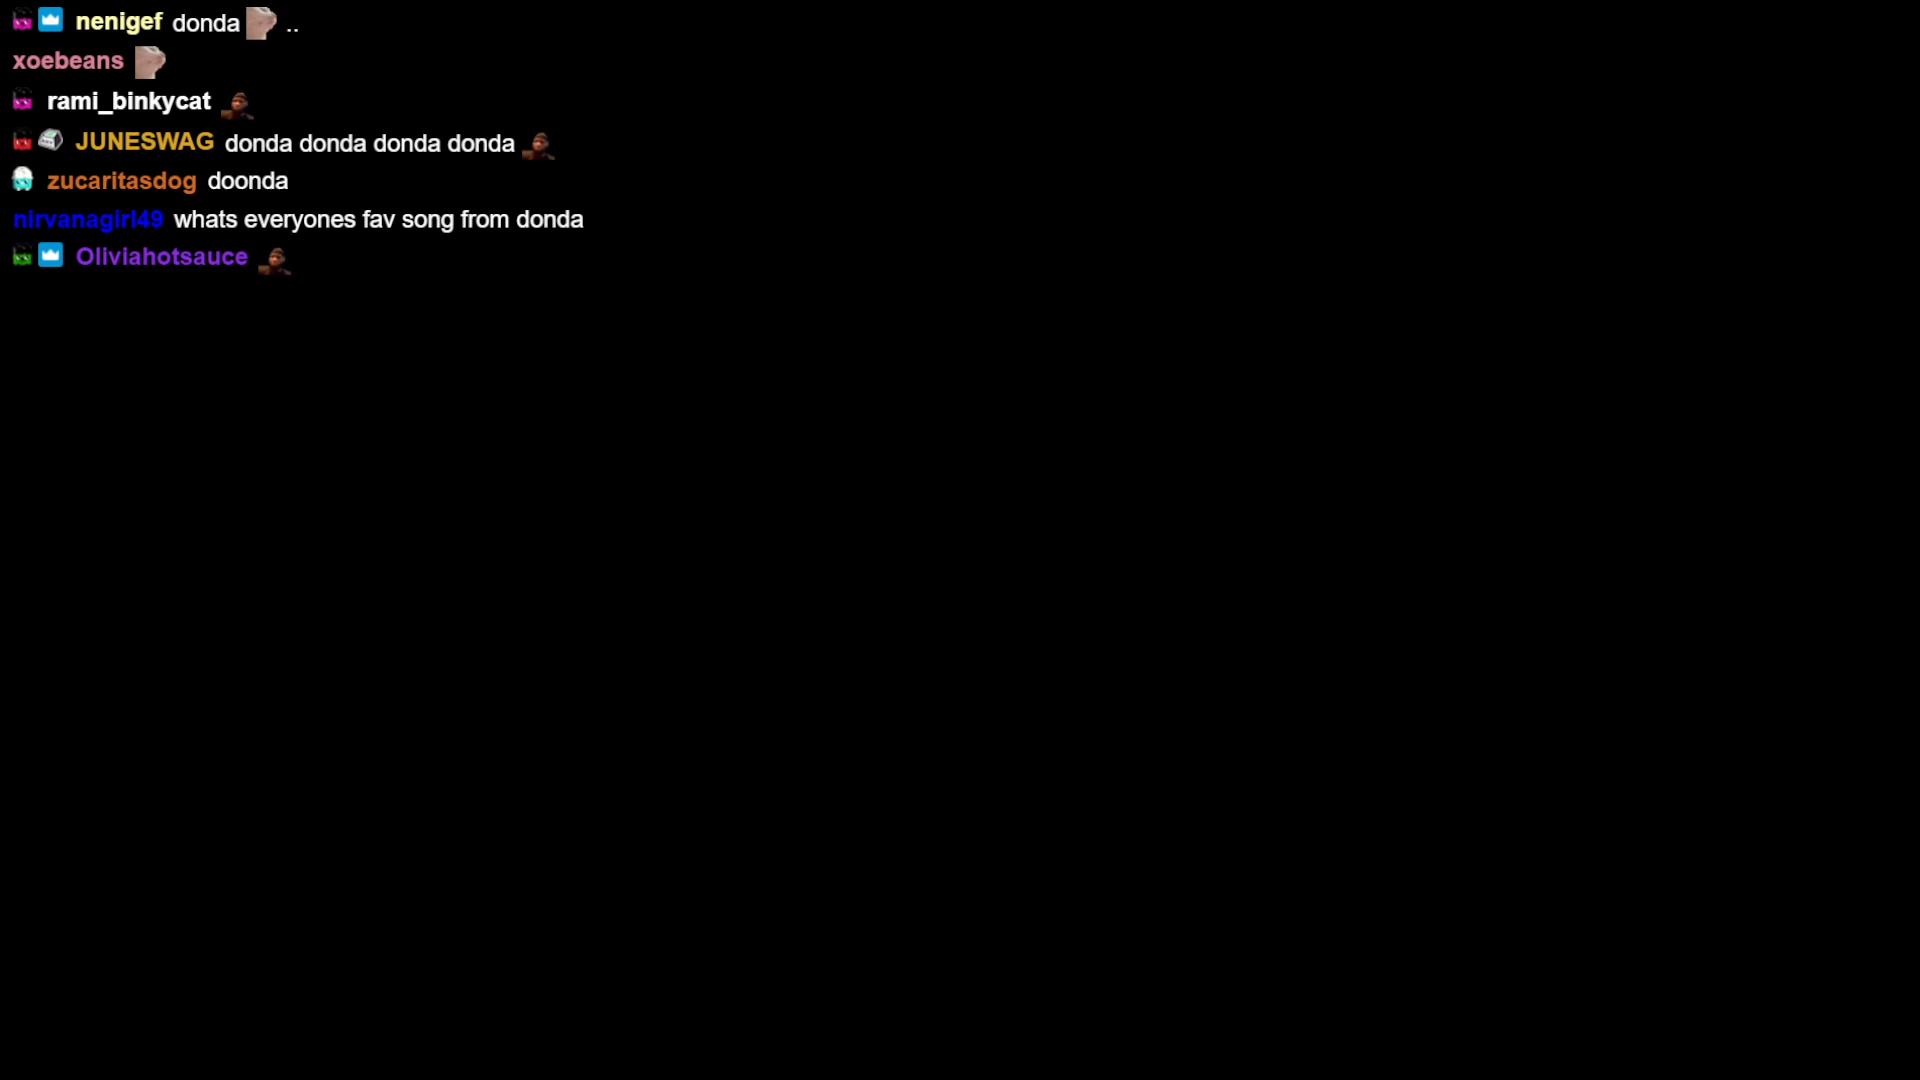 nenigef donda ..
xoebeans
rami_binkycat
JUNESWAG donda donda donda donda
zucaritasdog doonda
nirvanagirl49 whats everyones fav song from donda
Oliviahotsauce